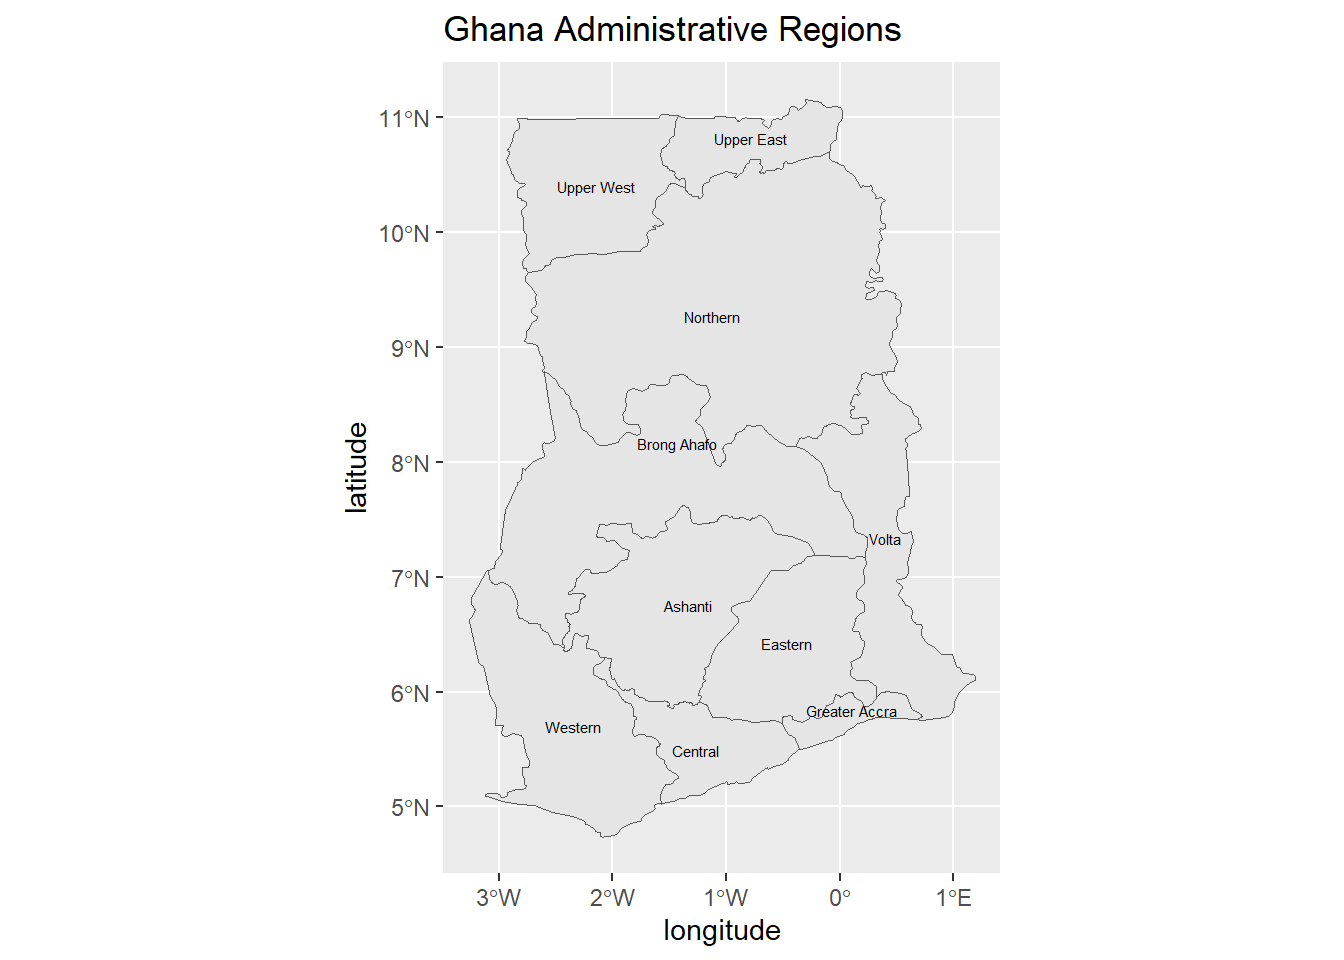 Ghana Administrative Regions
11°N
Upper East
Upper West
10°N
Northern
9°N
Brong Ahafo
8°N
latitude
Volta
7°N
Ashanti
Eastern
6°N
Greater Accra
Western
Central
5°N
3°W 2°W 1°W 0° 1°E
longitude